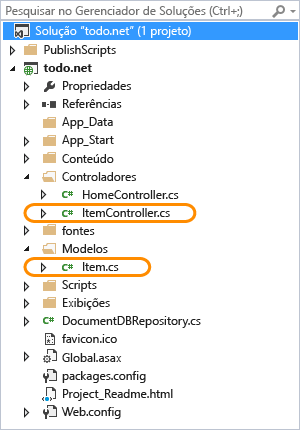 Pesquisar no Gerenciador de Soluções (Ctrl+;)
Solução "todo.net" (1 projeto)
PublishScripts
todo.net
Propriedades
Referências
App_Data
App_Start
Conteúdo
Controladores
C# HomeController.cs
C# ItemController.cs
fontes
Modelos
C# Item.cs
Scripts
Exibições
C# DocumentDBRepository.cs
favicon.ico
Global.asax
packages.config
Project_Readme.html
Web.config